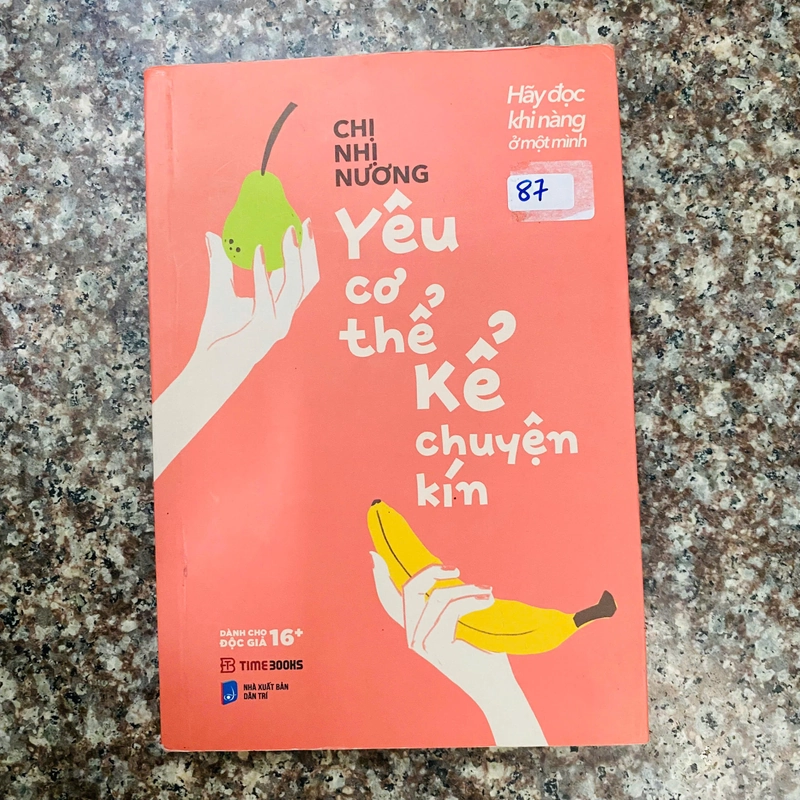 Hãy đọc
khi nàng
ở một mình
87
CHỊ
NHỊ
NƯƠNG
Yêu
cơ
thể
Kể
chuyện
kín
DÀNH CHO
ĐỘC GIẢ 16+
TB TIMEBOOKS
NHÀ XUẤT BẢN
DÂN TRÍ